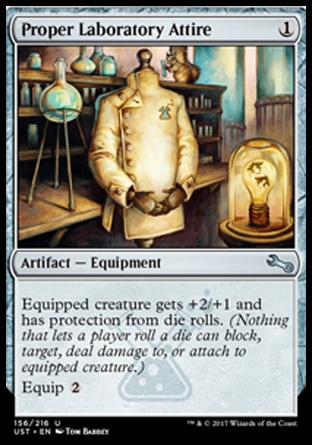 Proper Laboratory Attire 1
Artifact — Equipment
Equipped creature gets +2/+1 and
has protection from die rolls. (Nothing
that lets a player roll a die can block,
target, deal damage to, or attach to
equipped creature.)
Equip 2
156/216 U
UST • EN Tom Babbey
™ & © 2017 Wizards of the Coast